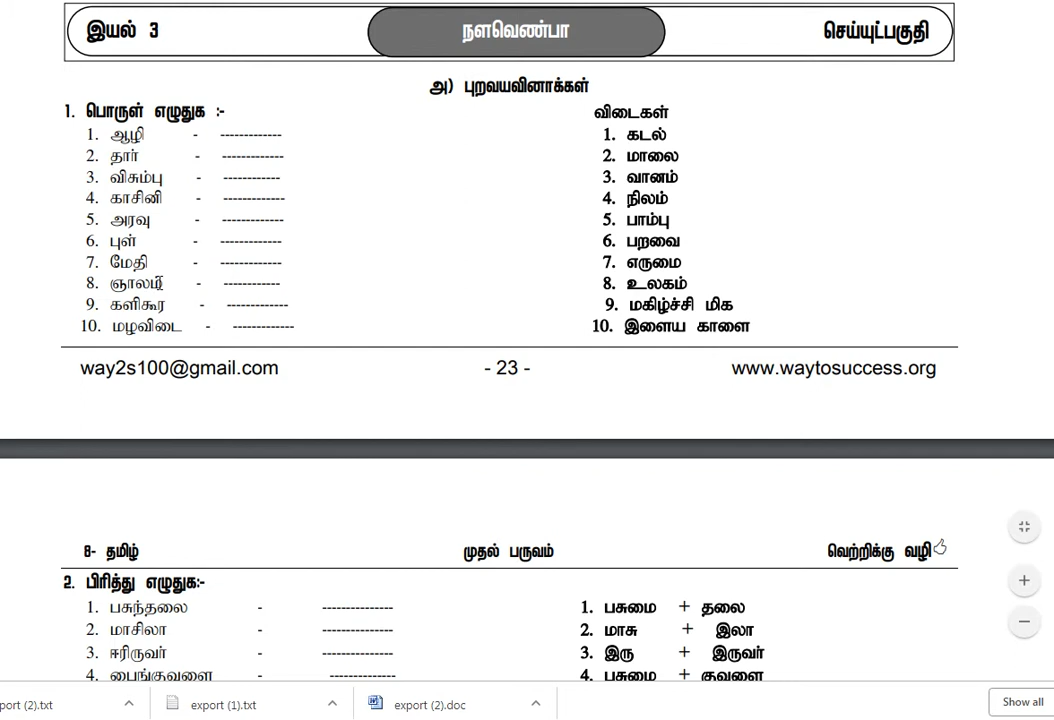 இயல் 3 நளவெண்பா செய்யுட்பகுதி
அ) புறவயவினாக்கள்
1. பொருள் எழுதுக :- விடைகள்
1. ஆழி - ------------- 1. கடல்
2. தார் - ------------- 2. மாலை
3. விசும்பு - ------------ 3. வானம்
4. காசினி - ------------- 4. நிலம்
5. அரவு - ------------- 5. பாம்பு
6. புள் - ------------- 6. பறவை
7. மேதி - ------------- 7. எருமை
8. ஞாலம் - ------------ 8. உலகம்
9. களிகூர - ------------- 9. மகிழ்ச்சி மிக
10. மழவிடை - ------------- 10. இளைய காளை
way2s100@gmail.com - 23 - www.waytosuccess.org
8- தமிழ் முதல் பருவம் வெற்றிக்கு வழி
2. பிரித்து எழுதுக:-
1. பசுந்தலை - --------------- 1. பசுமை + தலை
2. மாசிலா - --------------- 2. மாசு + இலா
3. ஈரிருவர் - --------------- 3. இரு + இருவர்
4. பைங்குவளை - -------------- 4. பசுமை + குவளை
port (2).txt export (1).txt export (2).doc Show all